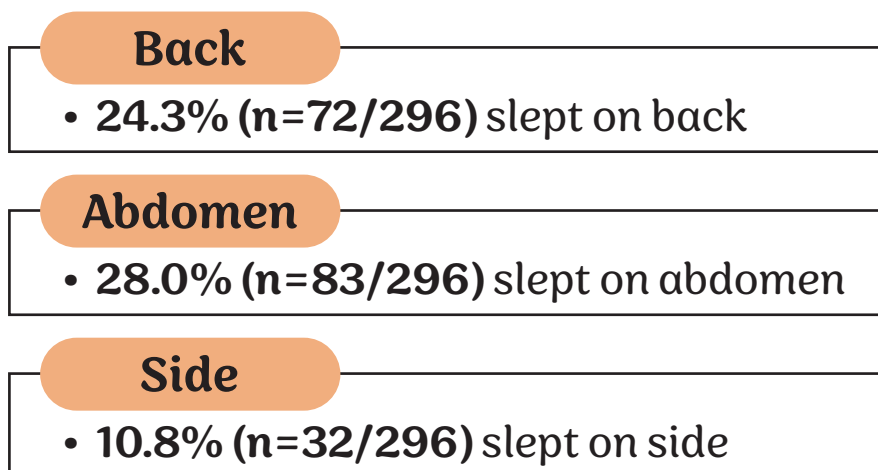 Back
• 24.3% (n=72/296) slept on back
Abdomen
• 28.0% (n=83/296) slept on abdomen
Side
• 10.8% (n=32/296) slept on side